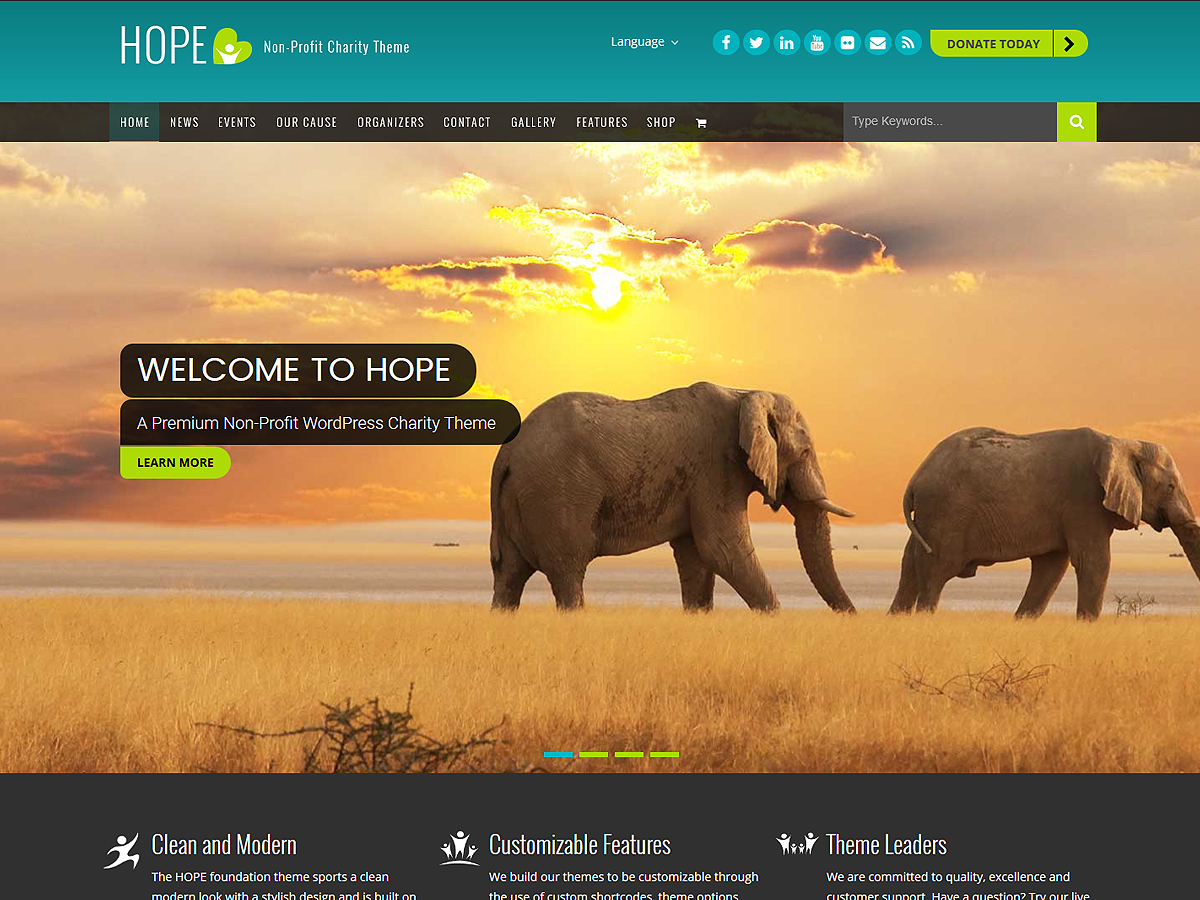 HOPE
Non-Profit Charity Theme
Language
You
Tube
DONATE TODAY
HOME NEWS EVENTS OUR CAUSE ORGANIZERS CONTACT GALLERY FEATURES SHOP
Type Keywords...
WELCOME TO HOPE
A Premium Non-Profit WordPress Charity Theme
LEARN MORE
Clean and Modern
The HOPE foundation theme sports a clean
modern look with a stylish design and is built on
Customizable Features
We build our themes to be customizable through
the use of custom shortcodes, theme options
Theme Leaders
We are committed to quality, excellence and
customer support. Have a question? Try our live